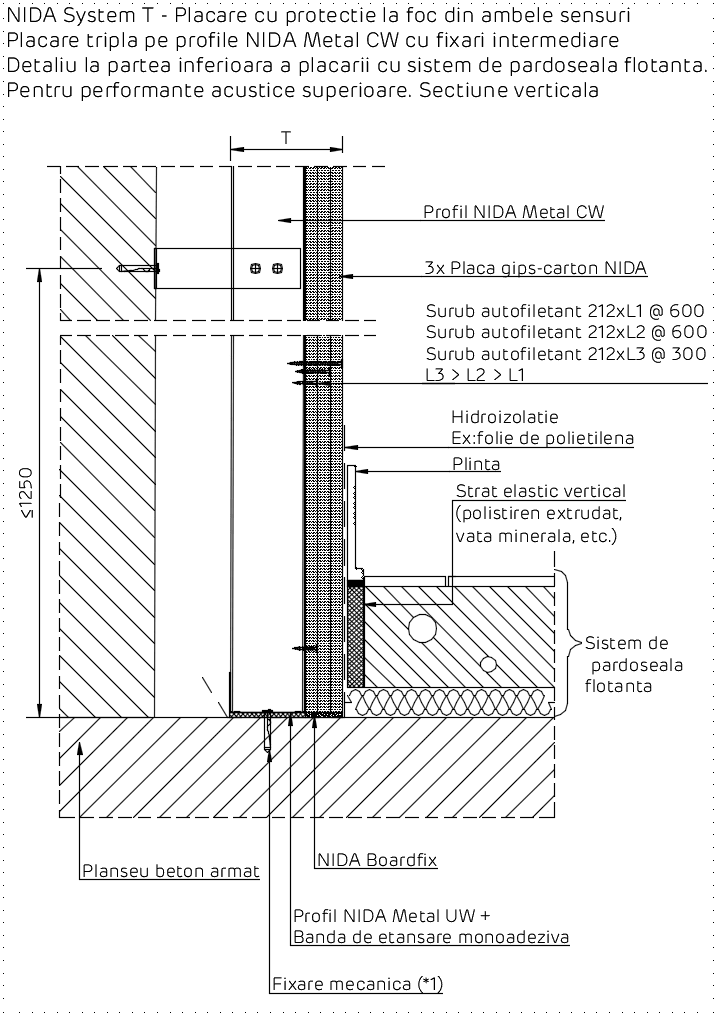 NIDA System T - Placare cu protectie la foc din ambele sensuri
Placare tripla pe profile NIDA Metal CW cu fixari intermediare
Detaliu la partea inferioara a placarii cu sistem de pardoseala flotanta.
Pentru performante acustice superioare. Sectiune verticala
T
Profil NIDA Metal CW
3x Placa gips-carton NIDA
Surub autofiletant 212xL1 @ 600
Surub autofiletant 212xL2 @ 600
Surub autofiletant 212xL3 @ 300
L3 > L2 > L1
Hidroizolatie
Ex:folie de polietilena
Plinta
Strat elastic vertical
(polistiren extrudat,
vata minerala, etc.)
≤1250
Sistem de
pardoseala
flotanta
NIDA Boardfix
Planseu beton armat
Profil NIDA Metal UW +
Banda de etansare monoadeziva
Fixare mecanica (*1)